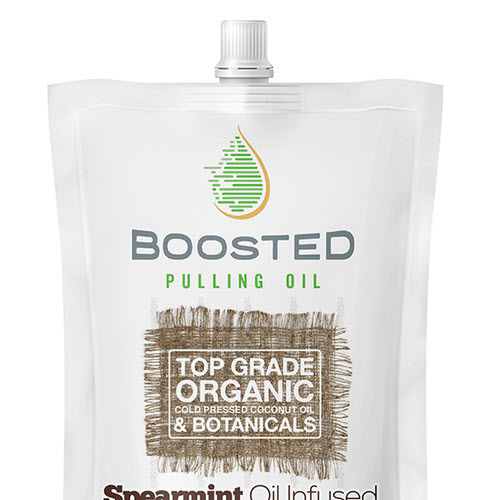 BOOSTED
PULLING OIL
TOP GRADE
ORGANIC
COLD PRESSED COCONUT OIL
& BOTANICALS
Spearmint Oil Infused